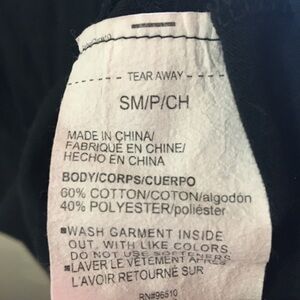 - TEAR AWAY -
SM/P/CH
MADE IN CHINA/
FABRIQUÉ EN CHINE/
HECHO EN CHINA
BODY/CORPS/CUERPO
60% COTTON/COTON/algodón
40% POLYESTER/poliéster
▪WASH GARMENT INSIDE
OUT, WITH LIKE COLORS
DO NOT USE SOFTENERS
▪LAVER LE VÊTEMENT APRÈS
L'AVOIR RETOURNÉ SUR
RN#96510